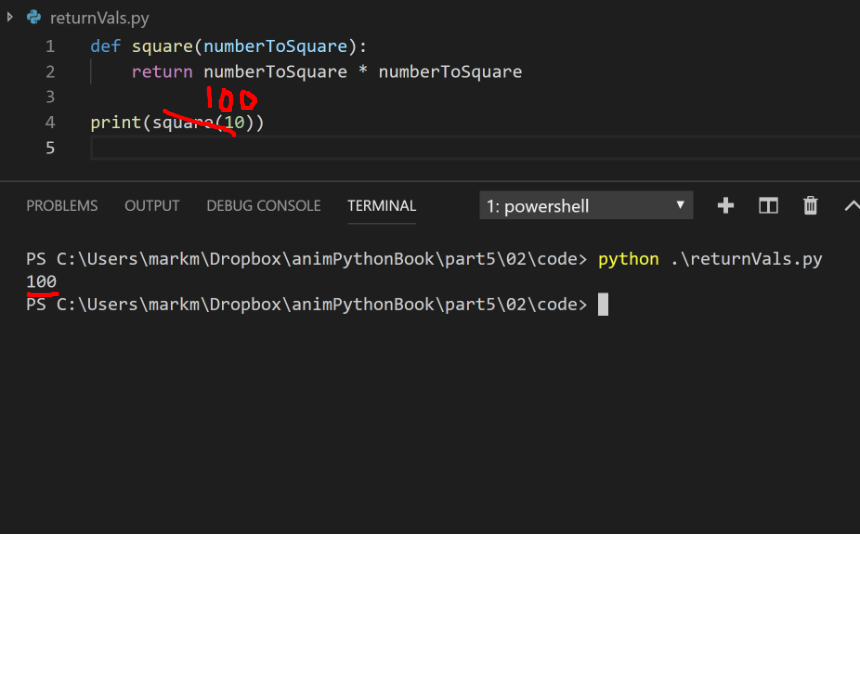 returnVals.py
1 def square(numberToSquare):
2 return numberToSquare * numberToSquare
3
100
4 print(square(10))
5
PROBLEMS OUTPUT DEBUG CONSOLE TERMINAL 1: powershell
PS C:\Users\markm\Dropbox\animPythonBook\part5\02\code> python .\returnVals.py
100
PS C:\Users\markm\Dropbox\animPythonBook\part5\02\code>